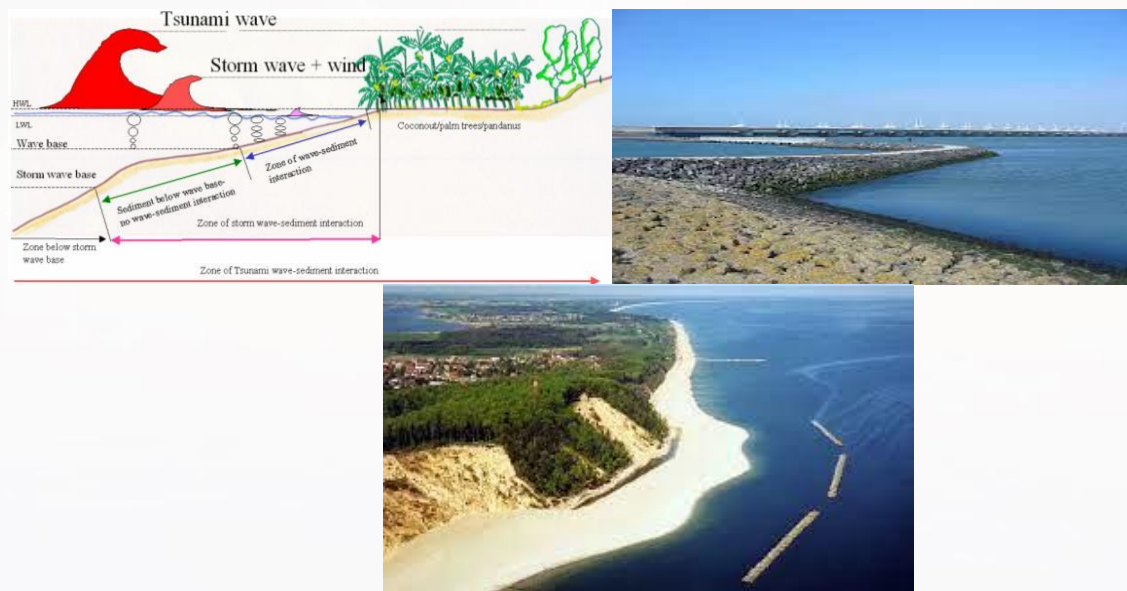 Tsunami wave
Storm wave + wind
HWL
LWL
Coconout/palm trees/pandanus
Wave base
Zone of wave-sediment
interaction
Storm wave base
Sediment below wave base-
no wave-sediment interaction
Zone of storm wave-sediment interaction
Zone below storm
wave base
Zone of Tsunami wave-sediment interaction